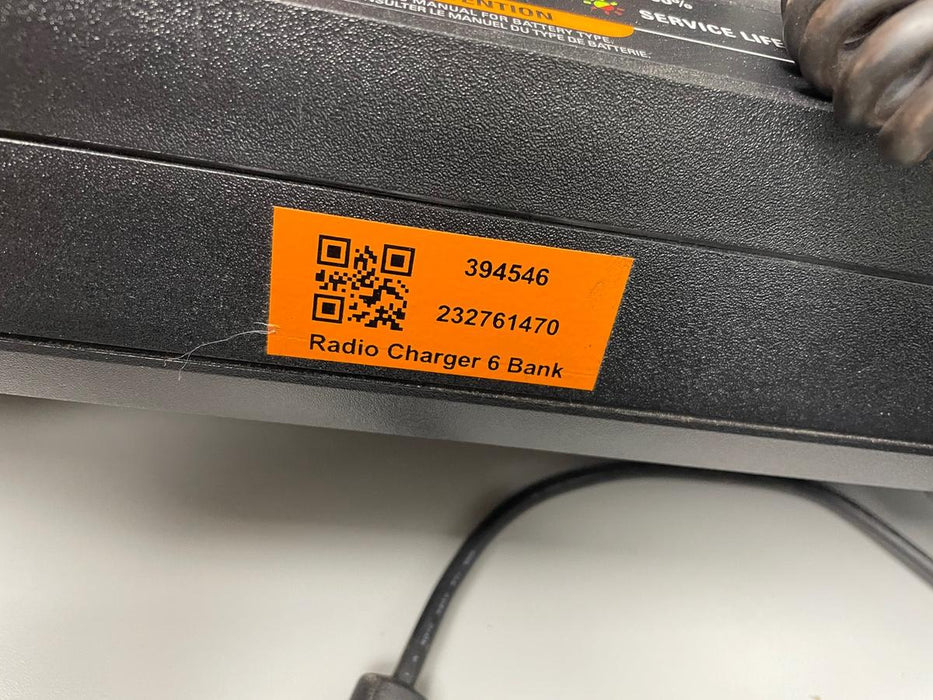 ENTION
MANUAL FOR BATTERY TYPE.
SULTER LE MANUEL DU TYPE DE BATTERIE.
SERVICE LIFE
394546
232761470
Radio Charger 6 Bank